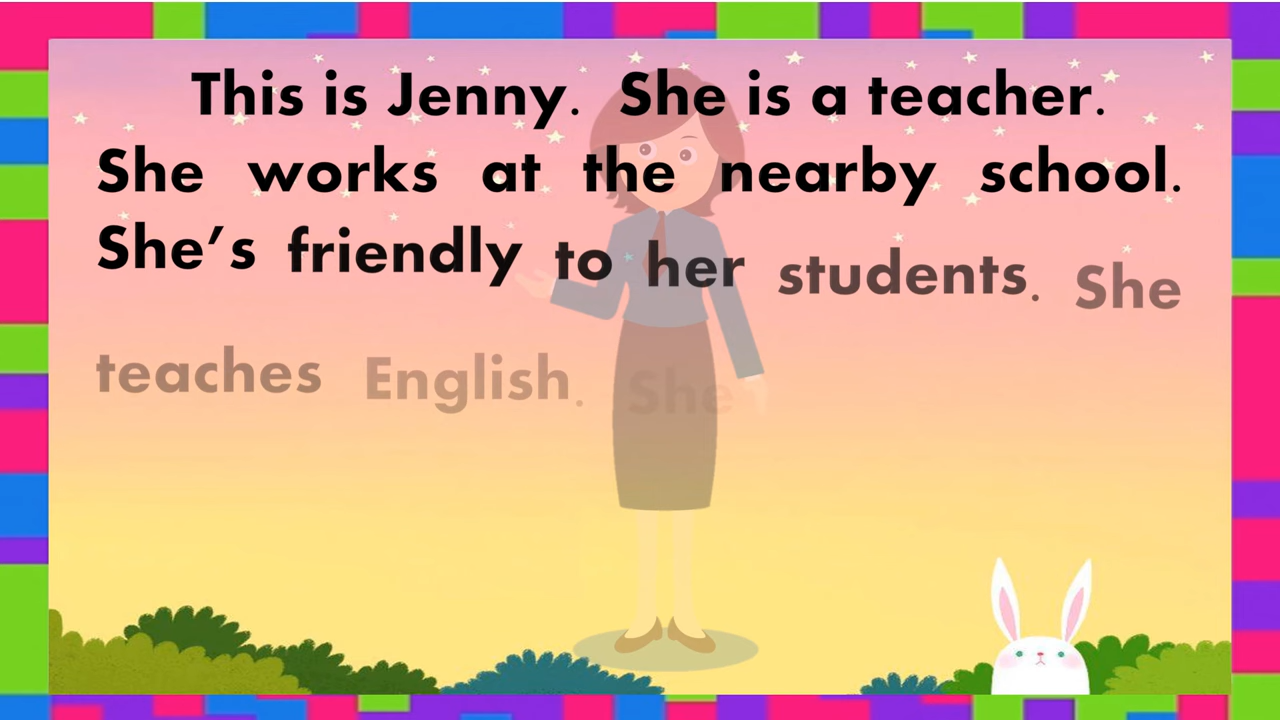 This is Jenny. She is a teacher.
She works at the nearby school.
She’s friendly to her students. She
teaches English. She